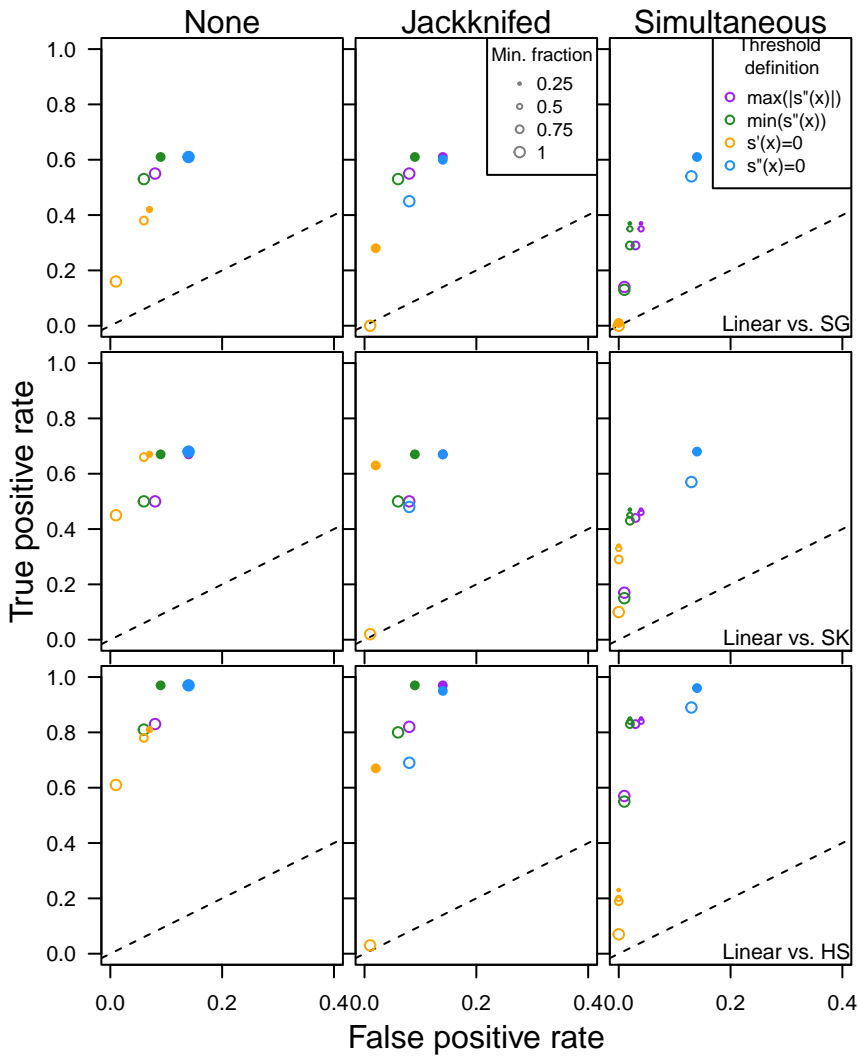 None
Jackknifed
Simultaneous
Min. fraction
0.25
0.5
0.75
1
Threshold
definition
max(|s''(x)|)
min(s''(x))
s'(x)=0
s''(x)=0
1.0
0.8
0.6
0.4
0.2
0.0
Linear vs. SG
1.0
0.8
0.6
0.4
0.2
0.0
Linear vs. SK
1.0
0.8
0.6
0.4
0.2
0.0
Linear vs. HS
True positive rate
0.0
0.2
0.4
0.0
0.2
0.4
0.0
0.2
0.4
False positive rate